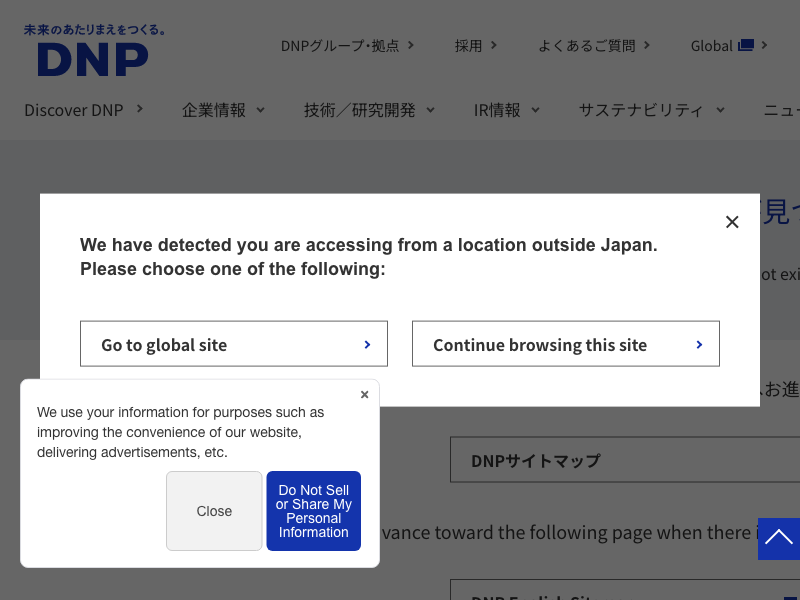 未来のあたりまえをつくる。
DNP
DNPグループ・拠点
採用
よくあるご質問
Global
Discover DNP
企業情報
技術／研究開発
IR情報
サステナビリティ
ニュー
見つ
ot exi
We have detected you are accessing from a location outside Japan.
Please choose one of the following:
Go to global site
Continue browsing this site
お進
We use your information for purposes such as
improving the convenience of our website,
delivering advertisements, etc.
Close
Do Not Sell
or Share My
Personal
Information
DNPサイトマップ
vance toward the following page when there i